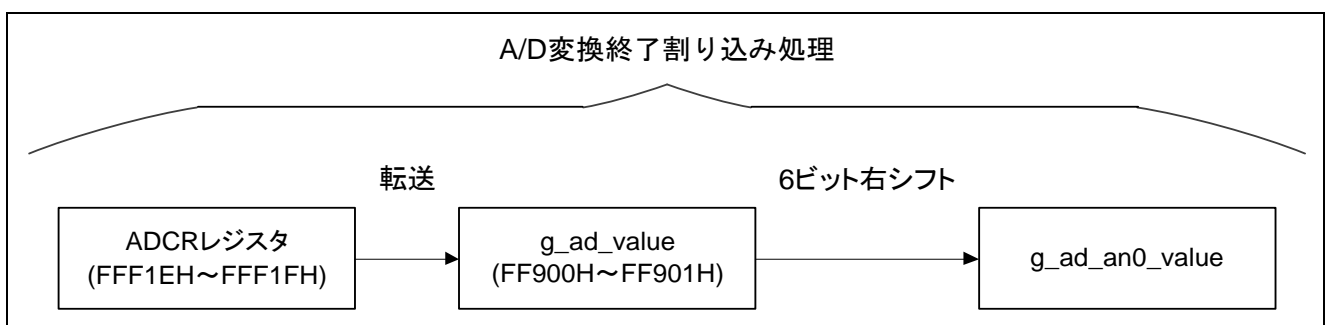 A/D変換終了割り込み処理
転送
6ビット右シフト
ADCRレジスタ
(FFF1EH～FFF1FH)
g_ad_value
(FF900H～FF901H)
g_ad_an0_value